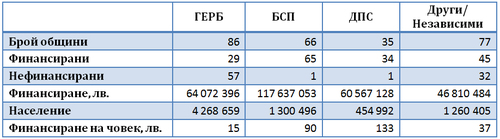 ГЕРБ БСП ДПС Други/
Независими
Брой общини 86 66 35 77
Финансирани 29 65 34 45
Нефинансирани 57 1 1 32
Финансиране, лв. 64 072 396 117 637 053 60 567 128 46 810 484
Население 4 268 659 1 300 496 454 992 1 260 405
Финансиране на човек, лв. 15 90 133 37